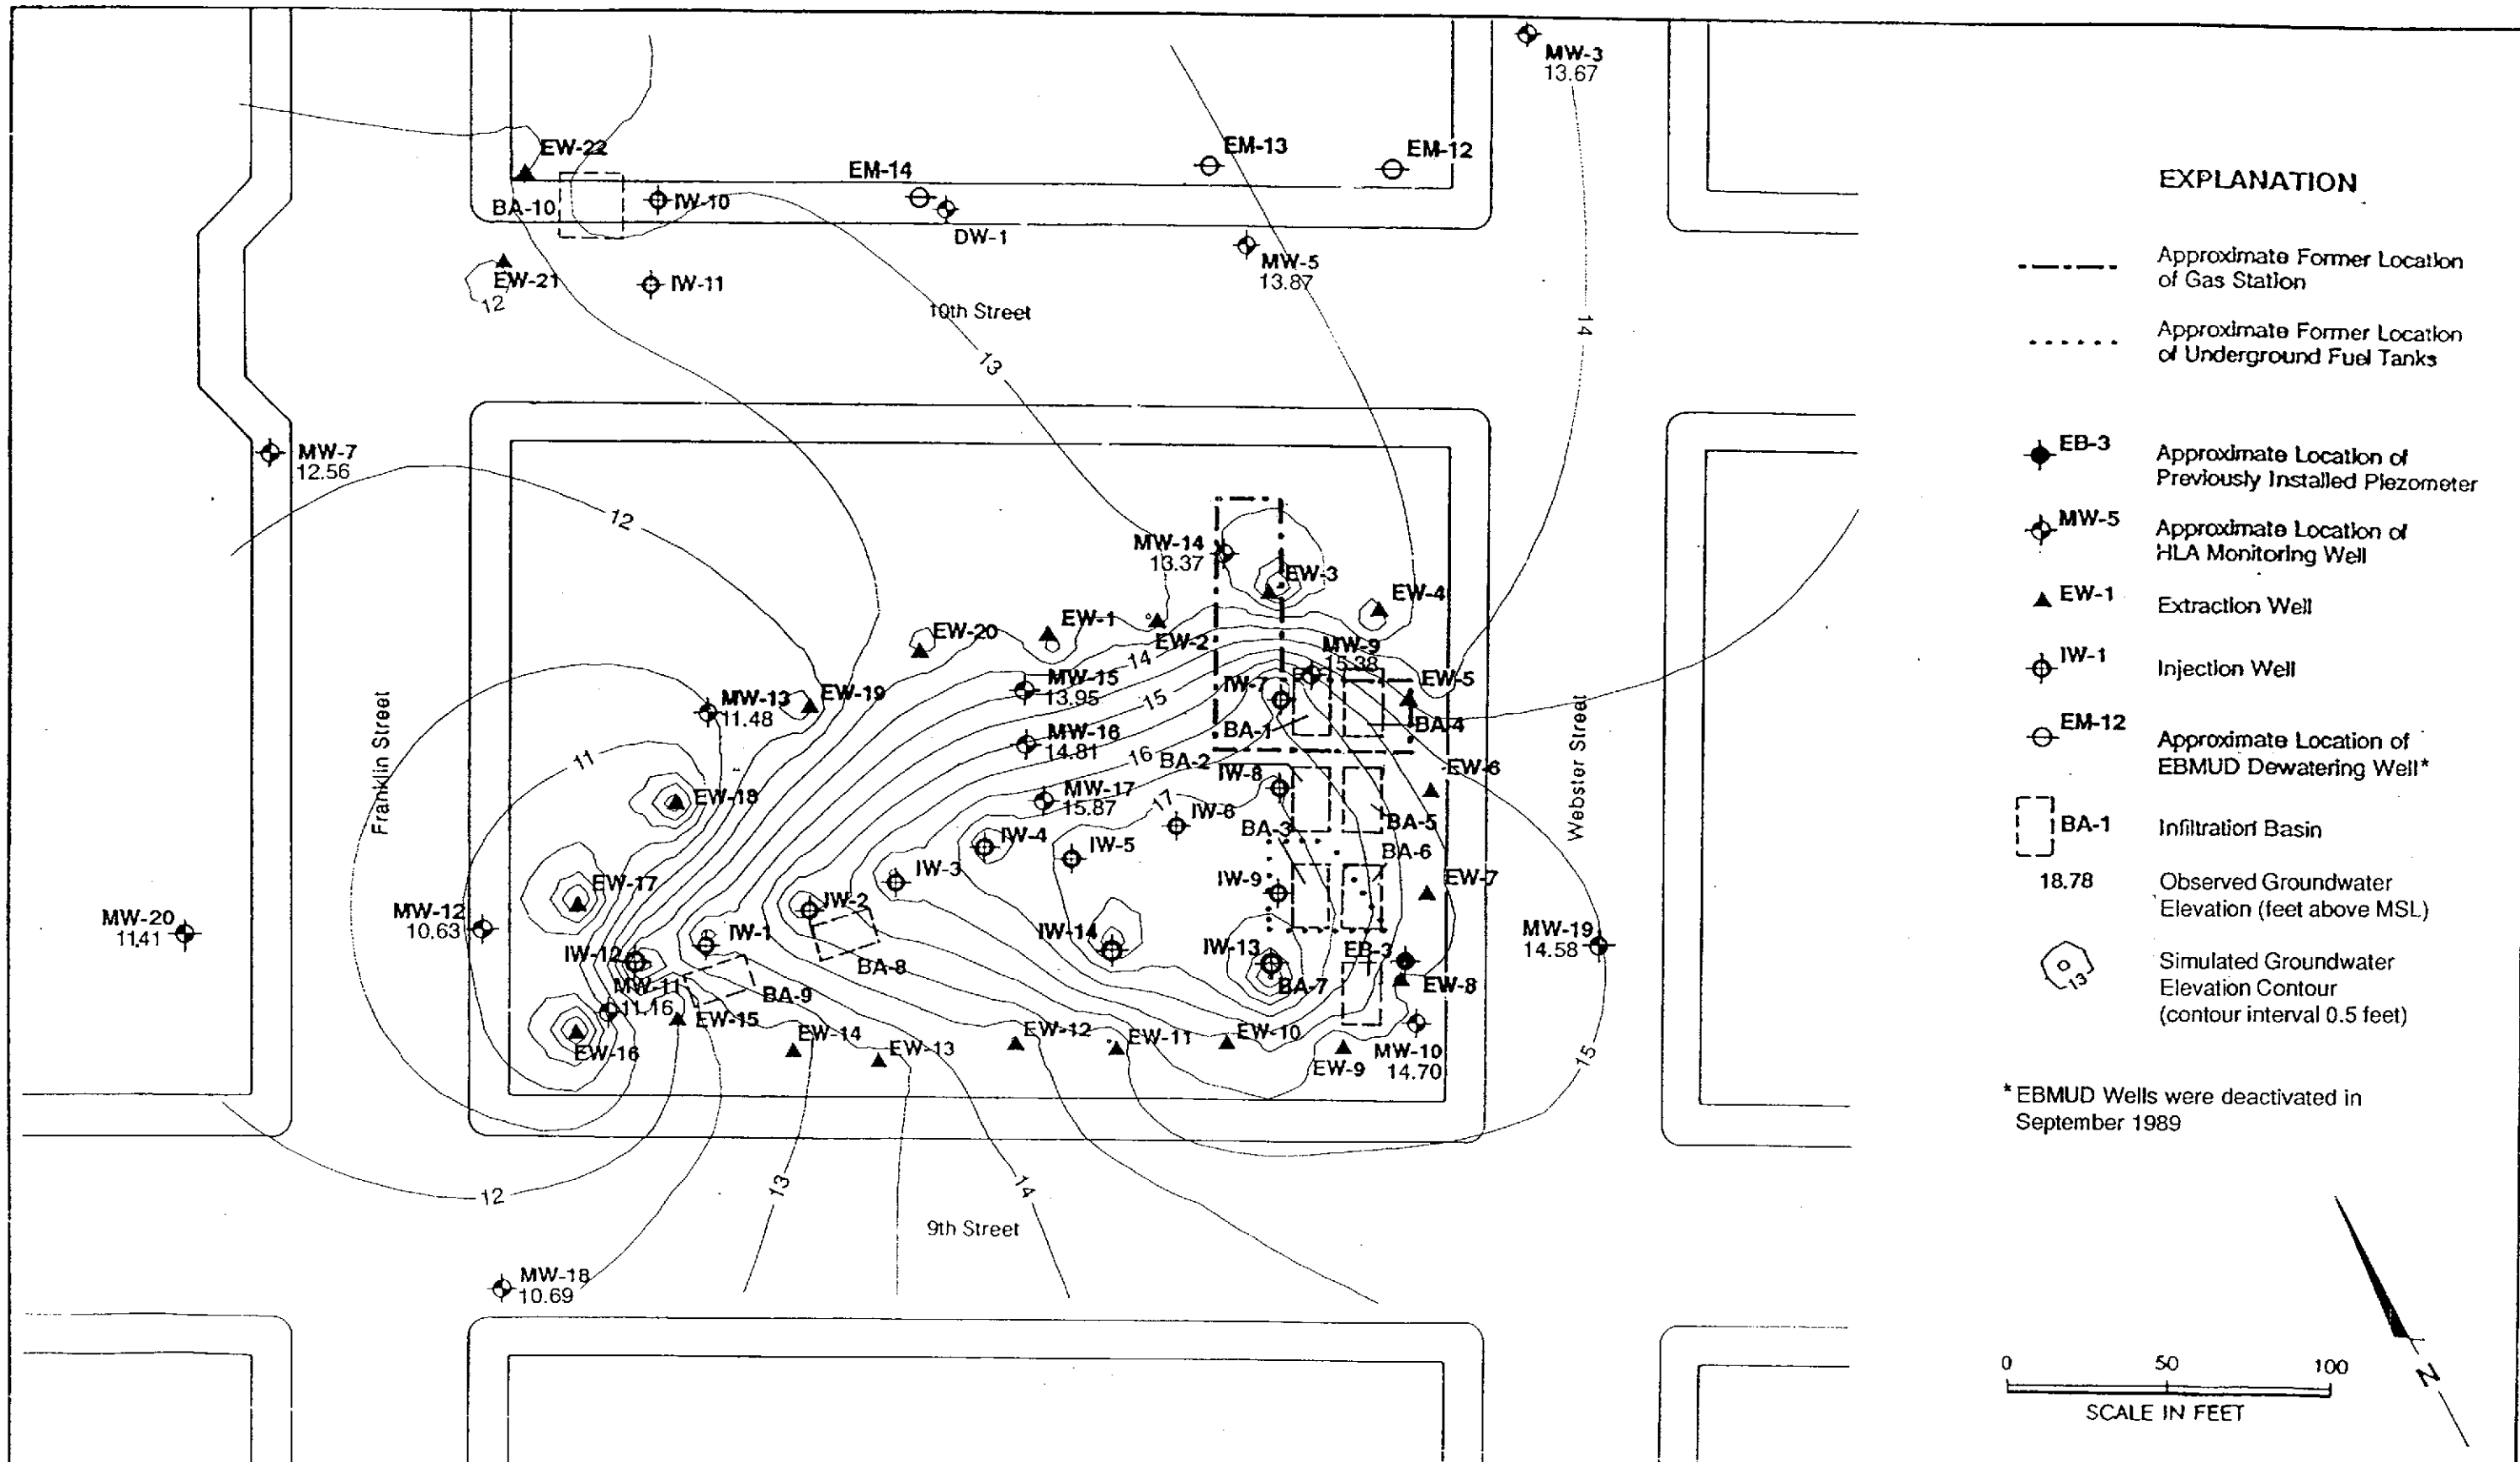 MW-3
13.67
EW-22
EM-13
EM-12
EM-14
BA-10
IW-10
DW-1
MW-5
13.87
EW-21
12
IW-11
10th Street
13
14
MW-7
12.56
12
MW-14
13.37
EW-3
EW-4
EW-1
EW-20
EW-2
14
MW-9
15.38
MW-15
13.95
IW-7
EW-5
MW-13
11.48
EW-19
15
BA-1
BA-4
MW-16
14.81
16
BA-2
IW-8
EW-6
11
EW-18
MW-17
15.87
17
IW-6
BA-3
BA-5
Franklin Street
Webster Street
IW-4
IW-5
BA-6
EW-17
IW-3
IW-9
EW-7
MW-20
11.41
MW-12
10.63
IW-2
IW-1
IW-14
IW-13
EB-3
MW-19
14.58
IW-12
BA-8
MW-11
11.16
BA-9
BA-7
EW-8
EW-15
EW-14
EW-12
EW-11
EW-10
EW-16
EW-13
EW-9
MW-10
14.70
15
12
13
14
9th Street
MW-18
10.69
EXPLANATION
Approximate Former Location
of Gas Station
Approximate Former Location
of Underground Fuel Tanks
EB-3
Approximate Location of
Previously Installed Piezometer
MW-5
Approximate Location of
HLA Monitoring Well
EW-1
Extraction Well
IW-1
Injection Well
EM-12
Approximate Location of
EBMUD Dewatering Well*
BA-1
Infiltration Basin
18.78
Observed Groundwater
Elevation (feet above MSL)
13
Simulated Groundwater
Elevation Contour
(contour interval 0.5 feet)
* EBMUD Wells were deactivated in
September 1989
0 50 100
SCALE IN FEET
N